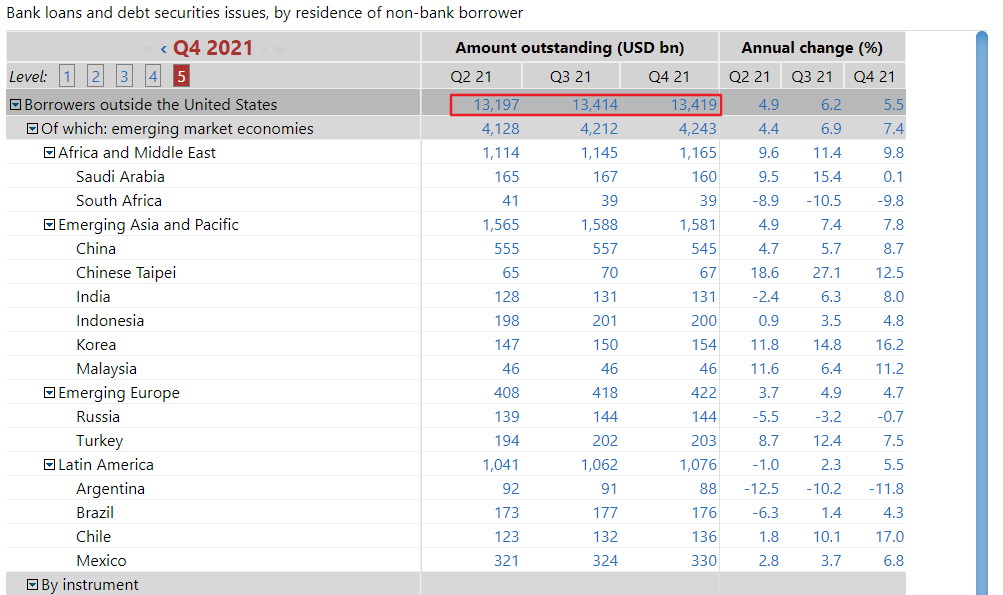 Bank loans and debt securities issues, by residence of non-bank borrower
« ‹ Q4 2021 › » Amount outstanding (USD bn) Annual change (%)
Level: 1 2 3 4 5 Q2 21 Q3 21 Q4 21 Q2 21 Q3 21 Q4 21
Borrowers outside the United States 13,197 13,414 13,419 4.9 6.2 5.5
Of which: emerging market economies 4,128 4,212 4,243 4.4 6.9 7.4
Africa and Middle East 1,114 1,145 1,165 9.6 11.4 9.8
Saudi Arabia 165 167 160 9.5 15.4 0.1
South Africa 41 39 39 -8.9 -10.5 -9.8
Emerging Asia and Pacific 1,565 1,588 1,581 4.9 7.4 7.8
China 555 557 545 4.7 5.7 8.7
Chinese Taipei 65 70 67 18.6 27.1 12.5
India 128 131 131 -2.4 6.3 8.0
Indonesia 198 201 200 0.9 3.5 4.8
Korea 147 150 154 11.8 14.8 16.2
Malaysia 46 46 46 11.6 6.4 11.2
Emerging Europe 408 418 422 3.7 4.9 4.7
Russia 139 144 144 -5.5 -3.2 -0.7
Turkey 194 202 203 8.7 12.4 7.5
Latin America 1,041 1,062 1,076 -1.0 2.3 5.5
Argentina 92 91 88 -12.5 -10.2 -11.8
Brazil 173 177 176 -6.3 1.4 4.3
Chile 123 132 136 1.8 10.1 17.0
Mexico 321 324 330 2.8 3.7 6.8
By instrument